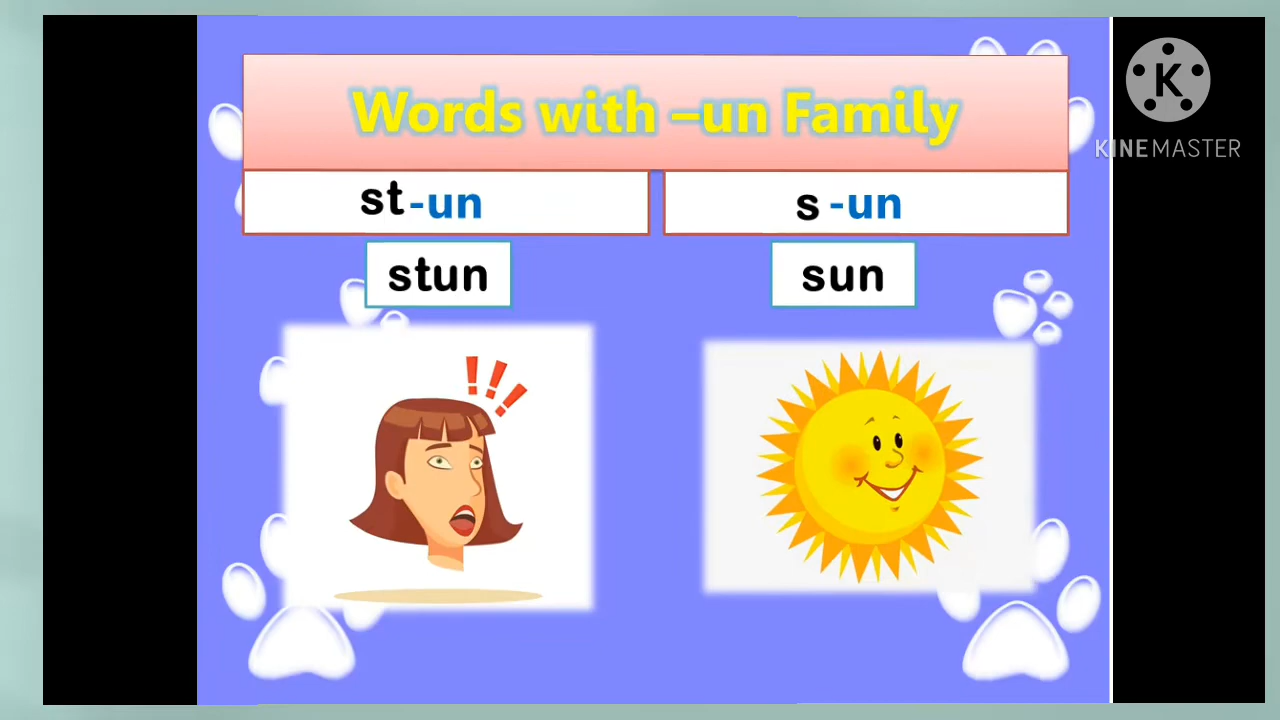 Words with –un Family
st -un
s -un
stun
sun
K
KINEMASTER